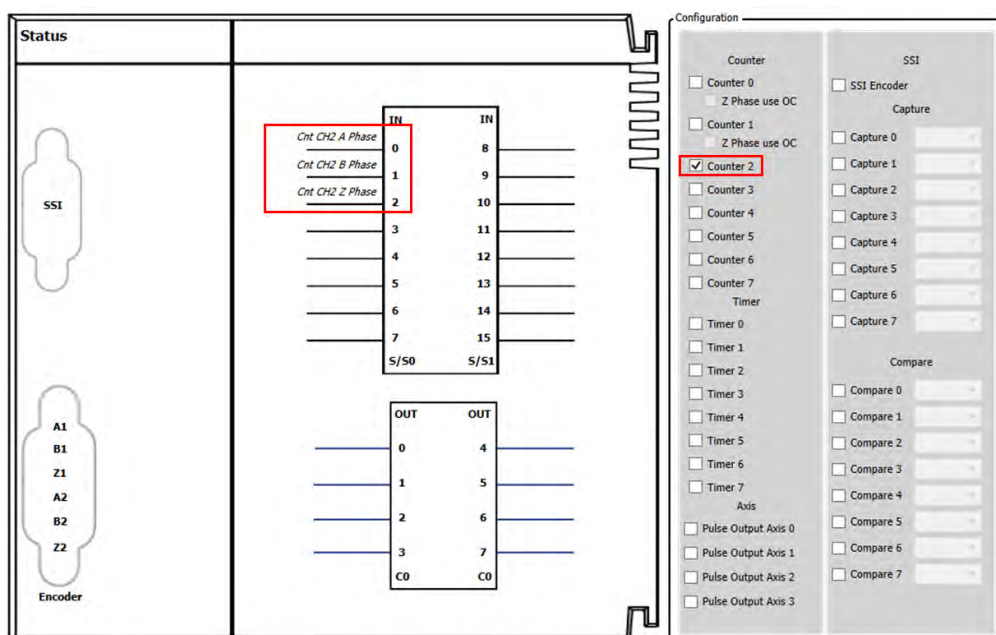 Status
SSI
A1
B1
Z1
A2
B2
Z2
Encoder
IN IN
Cnt CH2 A Phase 0 8
Cnt CH2 B Phase 1 9
Cnt CH2 Z Phase 2 10
3 11
4 12
5 13
6 14
7 15
S/S0 S/S1
OUT OUT
0 4
1 5
2 6
3 7
C0 C0
Configuration
Counter
Counter 0
Z Phase use OC
Counter 1
Z Phase use OC
Counter 2
Counter 3
Counter 4
Counter 5
Counter 6
Counter 7
Timer
Timer 0
Timer 1
Timer 2
Timer 3
Timer 4
Timer 5
Timer 6
Timer 7
Axis
Pulse Output Axis 0
Pulse Output Axis 1
Pulse Output Axis 2
Pulse Output Axis 3
SSI
SSI Encoder
Capture
Capture 0
Capture 1
Capture 2
Capture 3
Capture 4
Capture 5
Capture 6
Capture 7
Compare
Compare 0
Compare 1
Compare 2
Compare 3
Compare 4
Compare 5
Compare 6
Compare 7